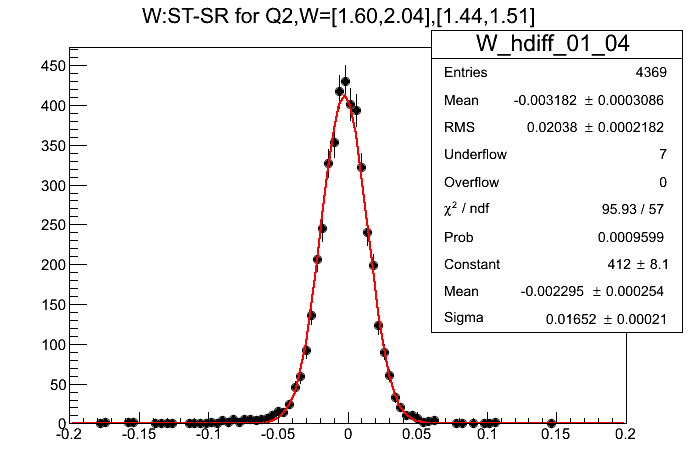 W:ST-SR for Q2,W=[1.60,2.04],[1.44,1.51]
W_hdiff_01_04
Entries 4369
Mean -0.003182 ± 0.0003086
RMS 0.02038 ± 0.0002182
Underflow 7
Overflow 0
χ² / ndf 95.93 / 57
Prob 0.0009599
Constant 412 ± 8.1
Mean -0.002295 ± 0.000254
Sigma 0.01652 ± 0.00021
450
400
350
300
250
200
150
100
50
0
-0.2 -0.15 -0.1 -0.05 0 0.05 0.1 0.15 0.2